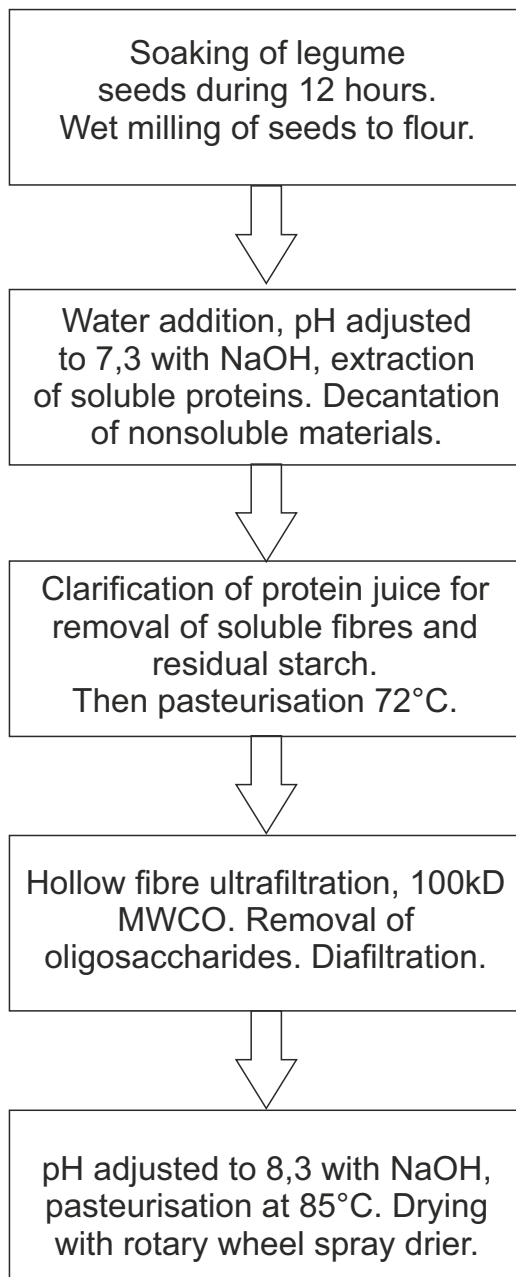 Soaking of legume
seeds during 12 hours.
Wet milling of seeds to flour.
Water addition, pH adjusted
to 7,3 with NaOH, extraction
of soluble proteins. Decantation
of nonsoluble materials.
Clarification of protein juice for
removal of soluble fibres and
residual starch.
Then pasteurisation 72°C.
Hollow fibre ultrafiltration, 100kD
MWCO. Removal of
oligosaccharides. Diafiltration.
pH adjusted to 8,3 with NaOH,
pasteurisation at 85°C. Drying
with rotary wheel spray drier.